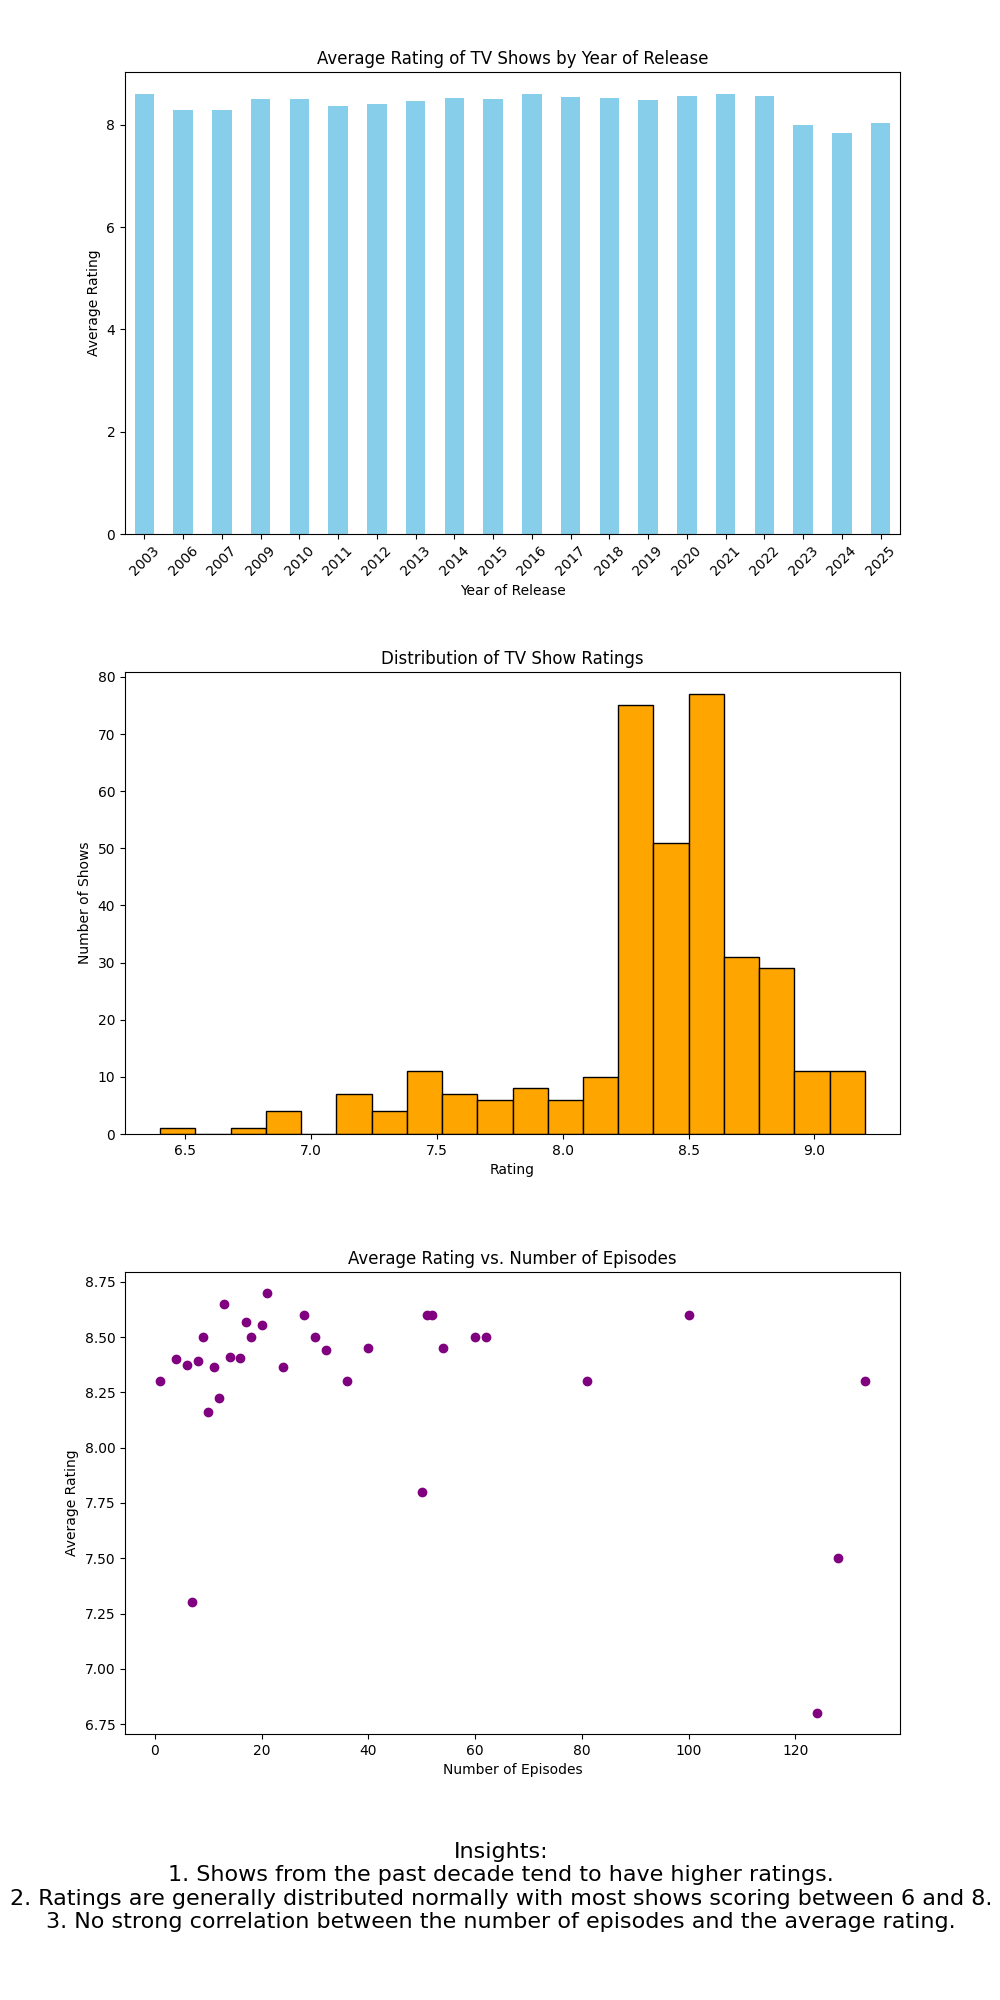 Average Rating of TV Shows by Year of Release
8
6
4
2
0
Average Rating
2003 2006 2007 2009 2010 2011 2012 2013 2014 2015 2016 2017 2018 2019 2020 2021 2022 2023 2024 2025
Year of Release
Distribution of TV Show Ratings
80
70
60
50
40
30
20
10
0
Number of Shows
6.5 7.0 7.5 8.0 8.5 9.0
Rating
Average Rating vs. Number of Episodes
8.75
8.50
8.25
8.00
7.75
7.50
7.25
7.00
6.75
Average Rating
0 20 40 60 80 100 120
Number of Episodes
Insights:
1. Shows from the past decade tend to have higher ratings.
2. Ratings are generally distributed normally with most shows scoring between 6 and 8.
3. No strong correlation between the number of episodes and the average rating.